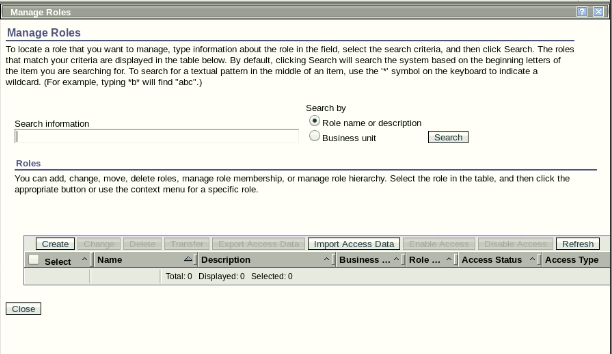 Manage Roles
Manage Roles
To locate a role that you want to manage, type information about the role in the field, select the search criteria, and then click Search. The roles
that match your criteria are displayed in the table below. By default, clicking Search will search the system based on the beginning letters of
the item you are searching for. To search for a textual pattern in the middle of an item, use the '*' symbol on the keyboard to indicate a
wildcard. (For example, typing *b* will find "abc".)
Search by
Search information
Role name or description
Business unit
Search
Roles
You can add, change, move, delete roles, manage role membership, or manage role hierarchy. Select the role in the table, and then click the
appropriate button or use the context menu for a specific role.
Create Change Delete Transfer Export Access Data Import Access Data Enable Access Disable Access Refresh
Select Name Description Business ... Role ... Access Status Access Type
Total: 0 Displayed: 0 Selected: 0
Close